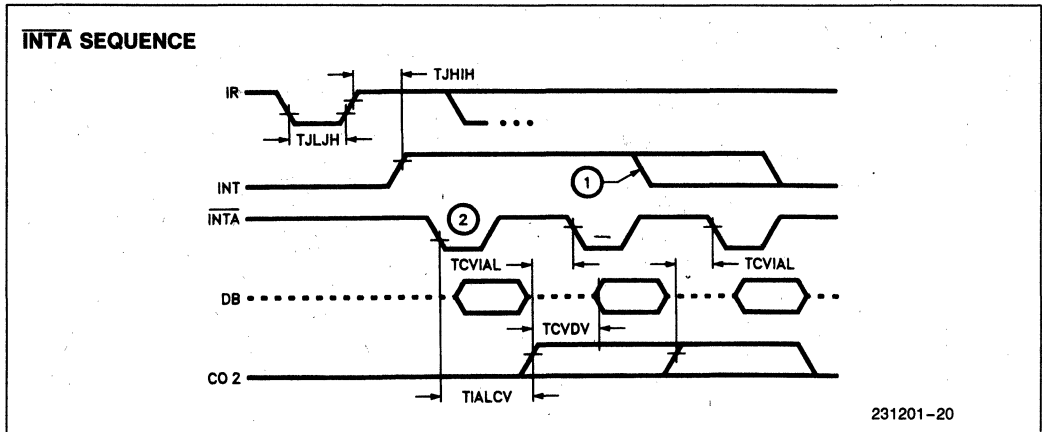 INTA SEQUENCE
TJHIH
IR
TJLJH
INT
1
INTA
2
TCVIAL
TCVIAL
DB
TCVDV
CO 2
TIALCV
231201-20